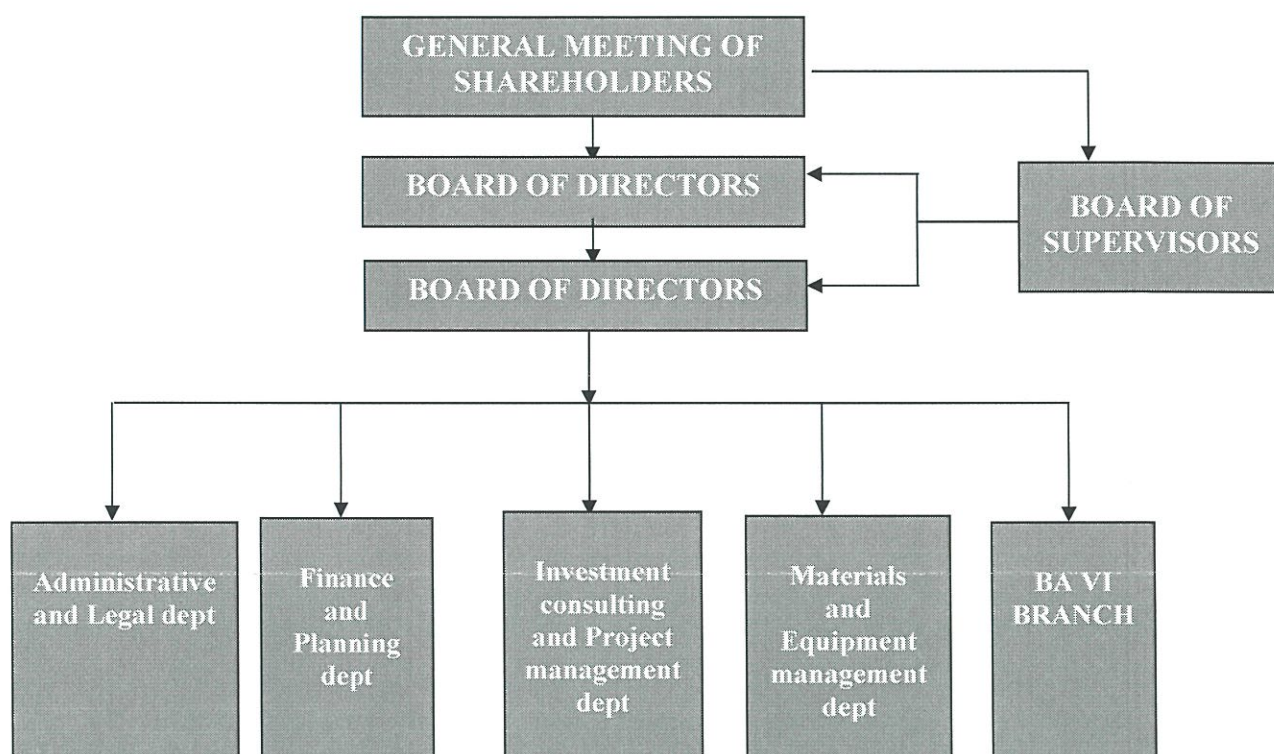 GENERAL MEETING OF
SHAREHOLDERS
BOARD OF DIRECTORS
BOARD OF
SUPERVISORS
BOARD OF DIRECTORS
Administrative
and Legal dept
Finance
and
Planning
dept
Investment
consulting
and Project
management
dept
Materials
and
Equipment
management
dept
BA VI
BRANCH